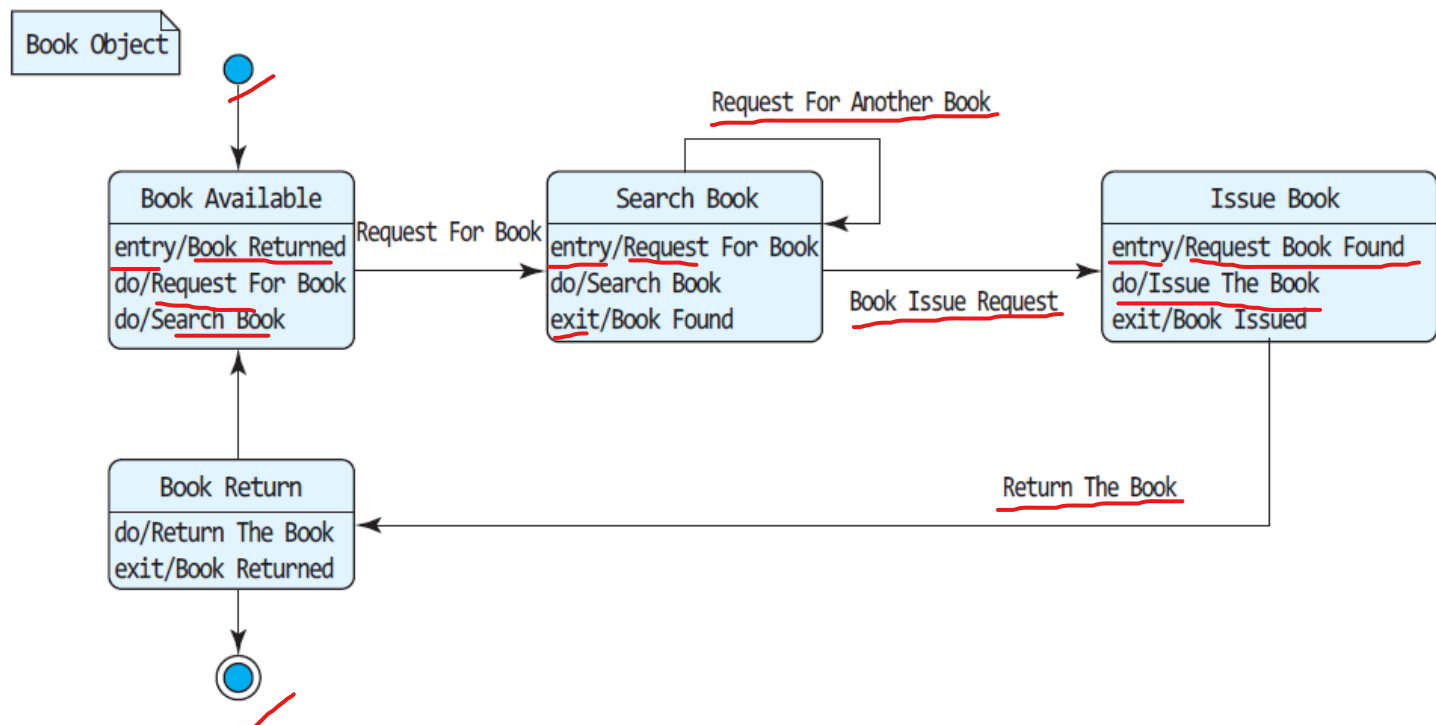 Book Object
Request For Another Book
Book Available
entry/Book Returned
do/Request For Book
do/Search Book
Request For Book
Search Book
entry/Request For Book
do/Search Book
exit/Book Found
Book Issue Request
Issue Book
entry/Request Book Found
do/Issue The Book
exit/Book Issued
Book Return
do/Return The Book
exit/Book Returned
Return The Book